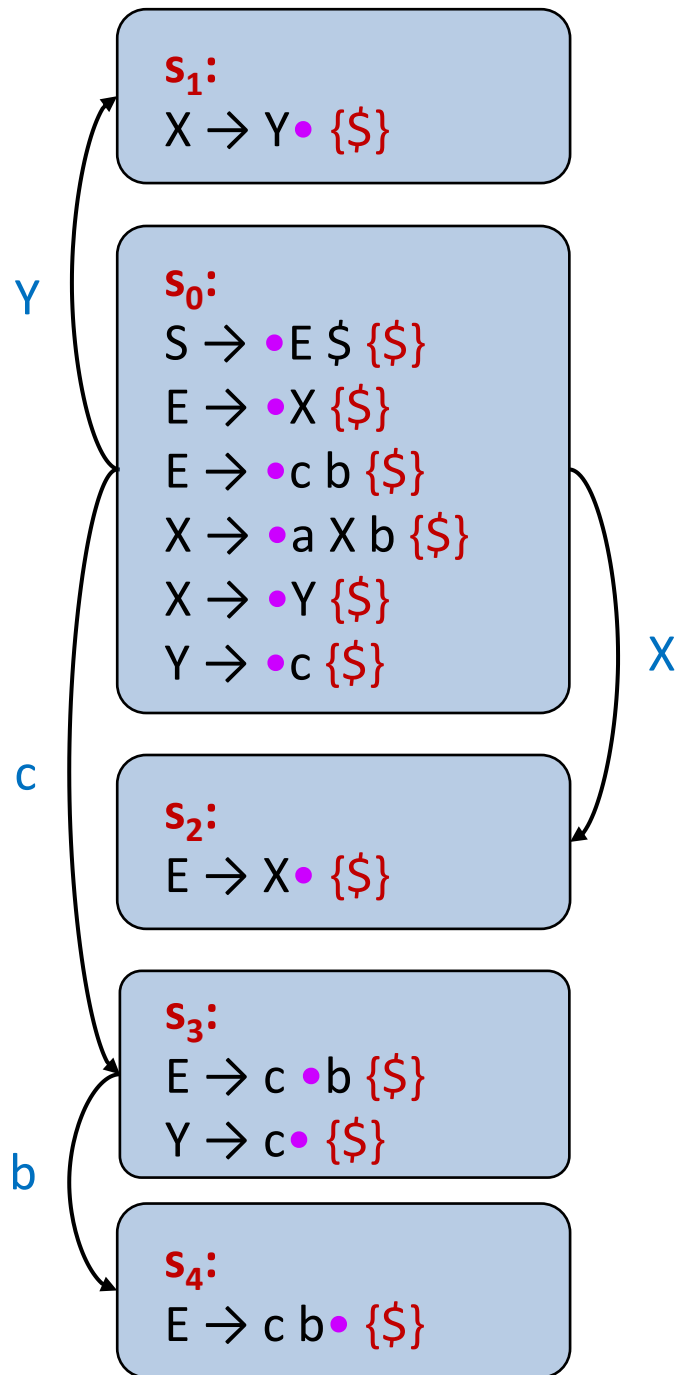 s₁:
X → Y• {$}
Y
s₀:
S → •E $ {$}
E → •X {$}
E → •c b {$}
X → •a X b {$}
X → •Y {$}
Y → •c {$}
X
c
s₂:
E → X• {$}
s₃:
E → c •b {$}
Y → c• {$}
b
s₄:
E → c b• {$}